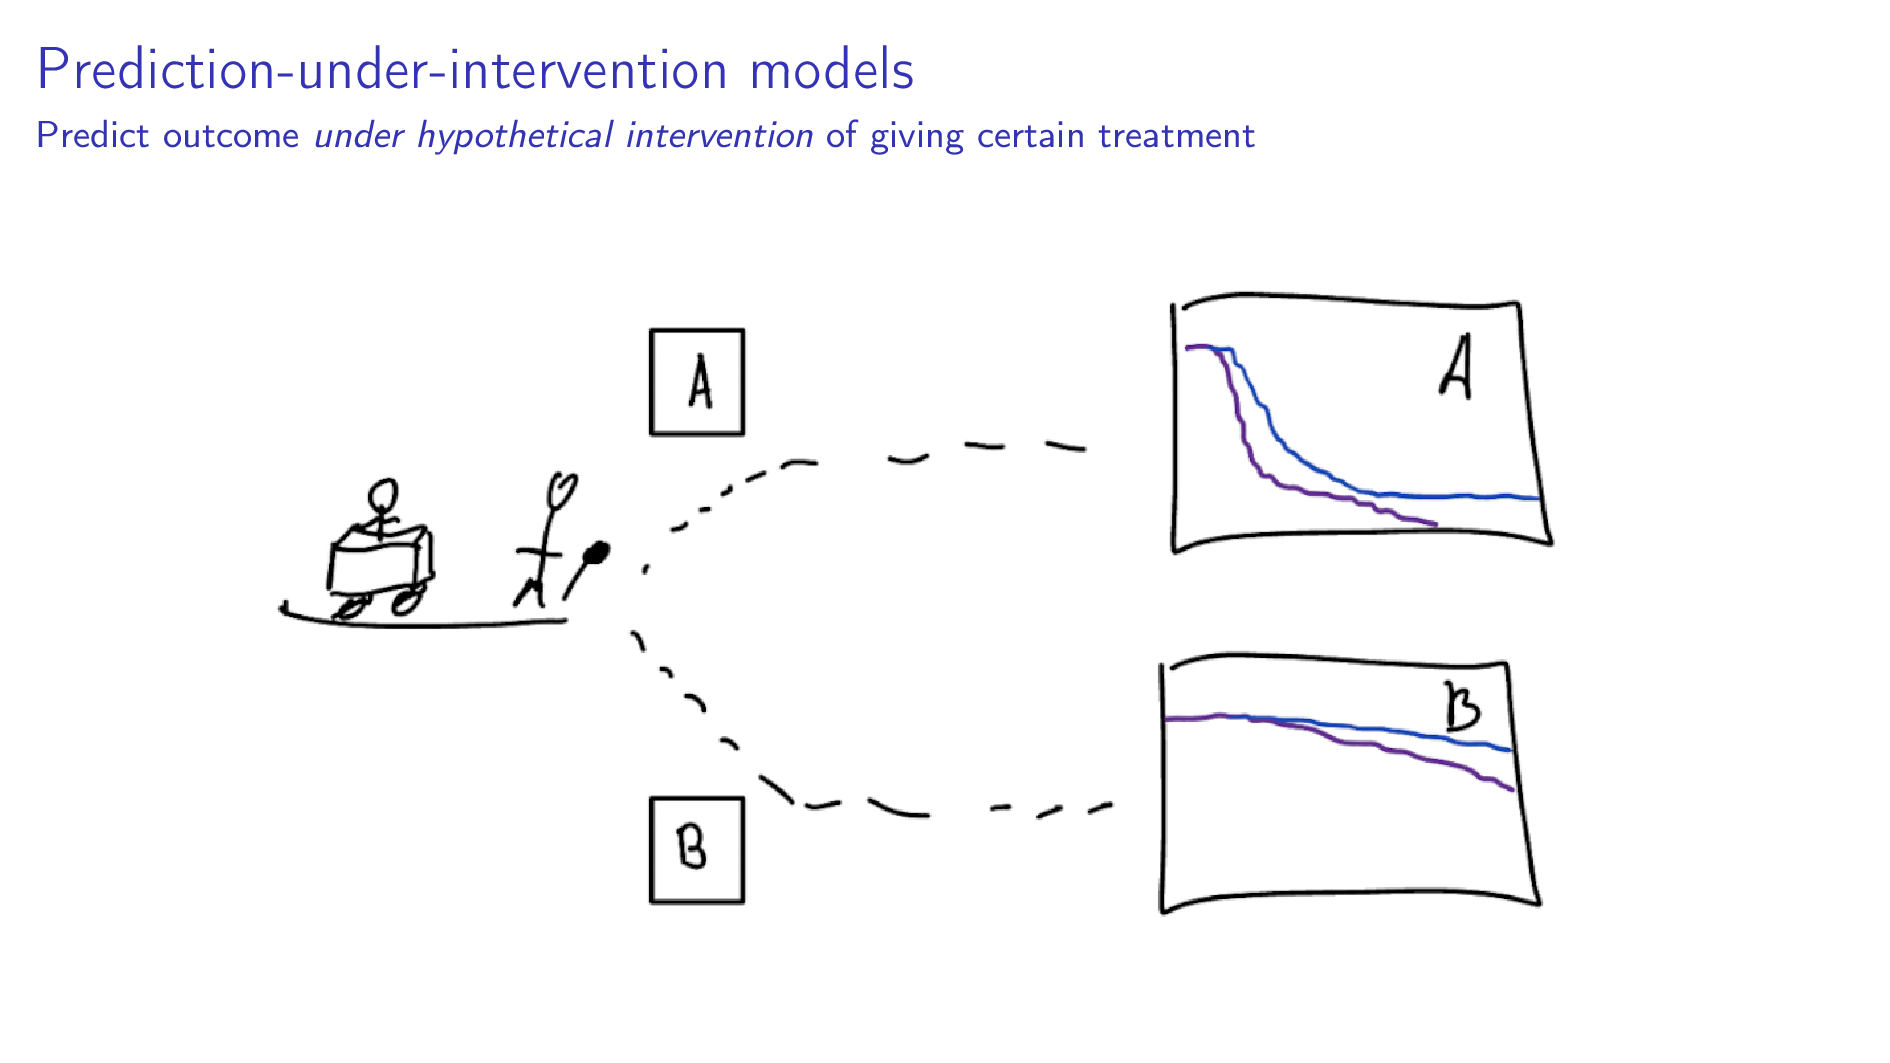 Prediction-under-intervention models
Predict outcome under hypothetical intervention of giving certain treatment
A
A
B
B